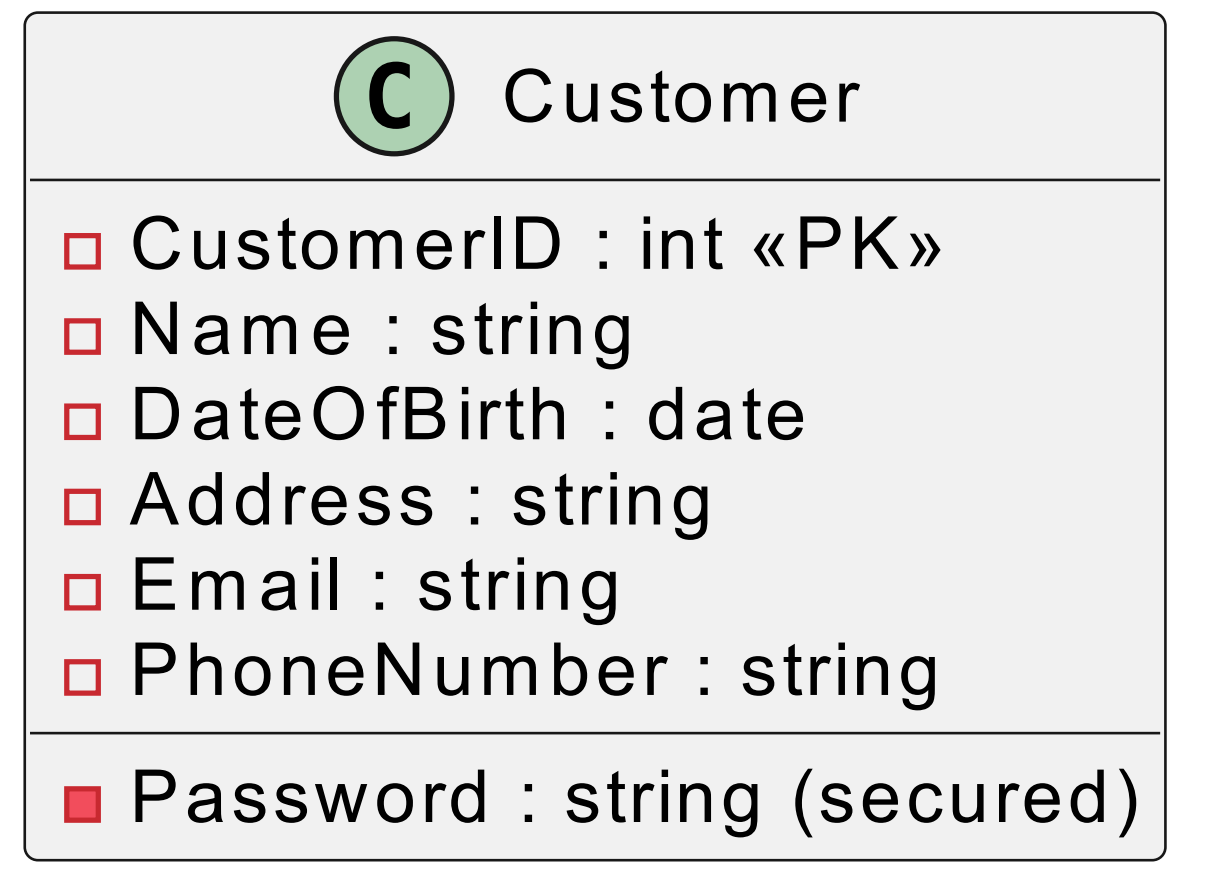 C Customer
CustomerID : int «PK»
Name : string
DateOfBirth : date
Address : string
Email : string
PhoneNumber : string
Password : string (secured)